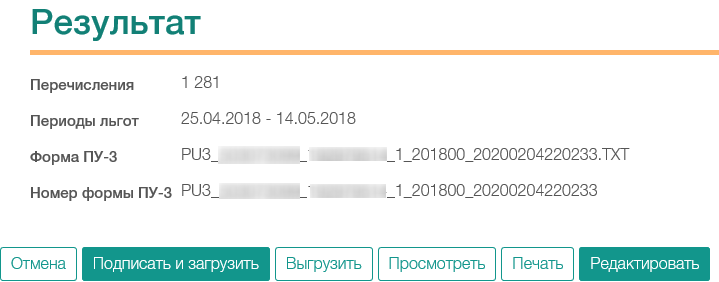 Результат
Перечисления 1 281
Периоды льгот 25.04.2018 - 14.05.2018
Форма ПУ-3 PU3_ _1_201800_20200204220233.TXT
Номер формы ПУ-3 PU3_ _1_201800_20200204220233
Отмена Подписать и загрузить Выгрузить Просмотреть Печать Редактировать